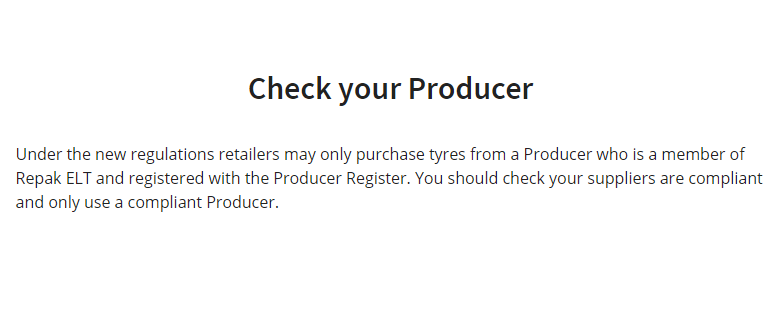 Check your Producer
Under the new regulations retailers may only purchase tyres from a Producer who is a member of
Repak ELT and registered with the Producer Register. You should check your suppliers are compliant
and only use a compliant Producer.